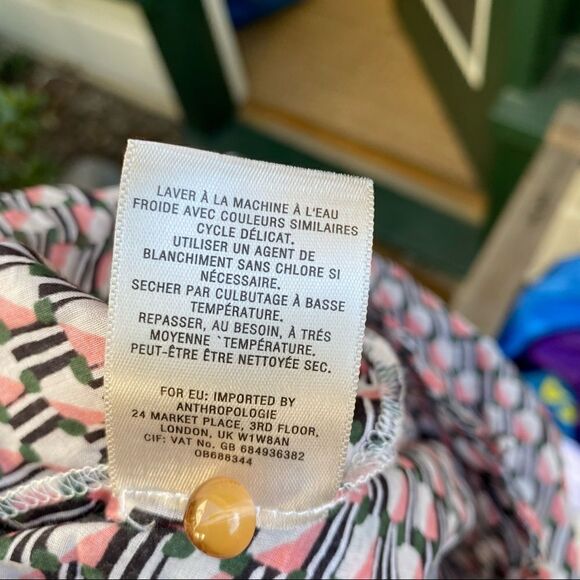 LAVER À LA MACHINE À L'EAU
FROIDE AVEC COULEURS SIMILAIRES
CYCLE DÉLICAT.
UTILISER UN AGENT DE
BLANCHIMENT SANS CHLORE SI
NÉCESSAIRE.
SECHER PAR CULBUTAGE À BASSE
TEMPÉRATURE.
REPASSER, AU BESOIN, À TRÉS
MOYENNE `TEMPÉRATURE.
PEUT-ÊTRE ÊTRE NETTOYÉE SEC.
FOR EU: IMPORTED BY
ANTHROPOLOGIE
24 MARKET PLACE, 3RD FLOOR,
LONDON, UK W1W8AN
CIF: VAT No. GB 684936382
OB688344